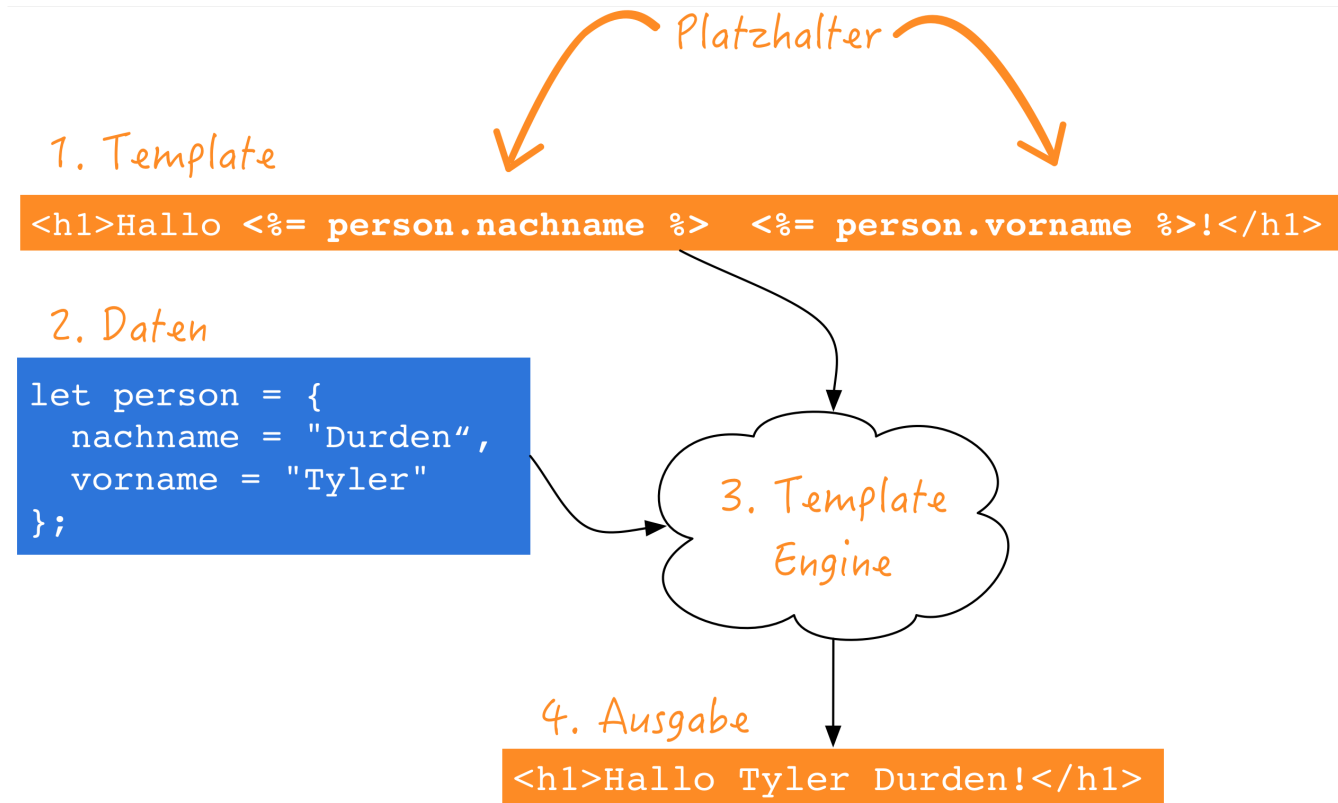 Platzhalter
1. Template
<h1>Hallo <%= person.nachname %>  <%= person.vorname %>!</h1>
2. Daten
let person = {
  nachname = "Durden“,
  vorname = "Tyler"
};
3. Template
Engine
4. Ausgabe
<h1>Hallo Tyler Durden!</h1>